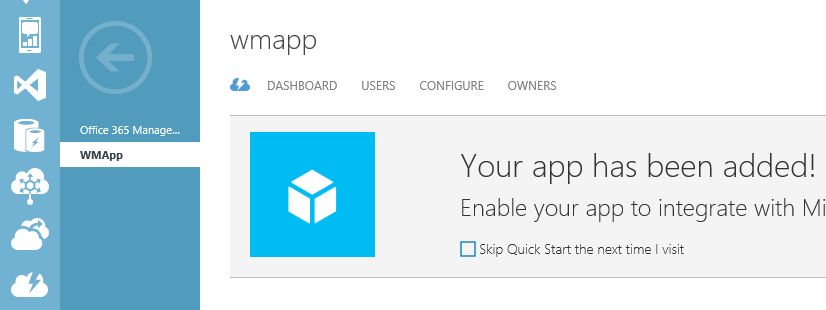 wmapp
DASHBOARD USERS CONFIGURE OWNERS
Office 365 Manage...
WMApp
Your app has been added!
Enable your app to integrate with Mi
Skip Quick Start the next time I visit